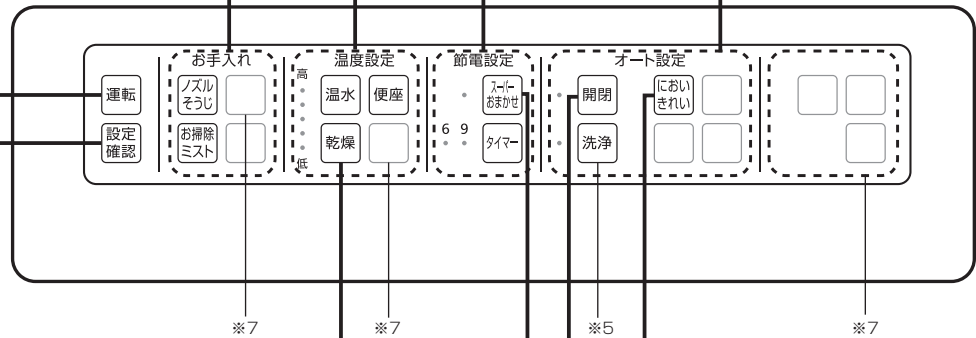 お手入れ 温度設定 節電設定 オート設定
運転
設定
確認
ノズル
そうじ
お掃除
ミスト
高
低
温水 便座
乾燥
6 9
スーパー
おまかせ
タイマー
開閉
洗浄
におい
きれい
※7 ※7 ※5 ※7